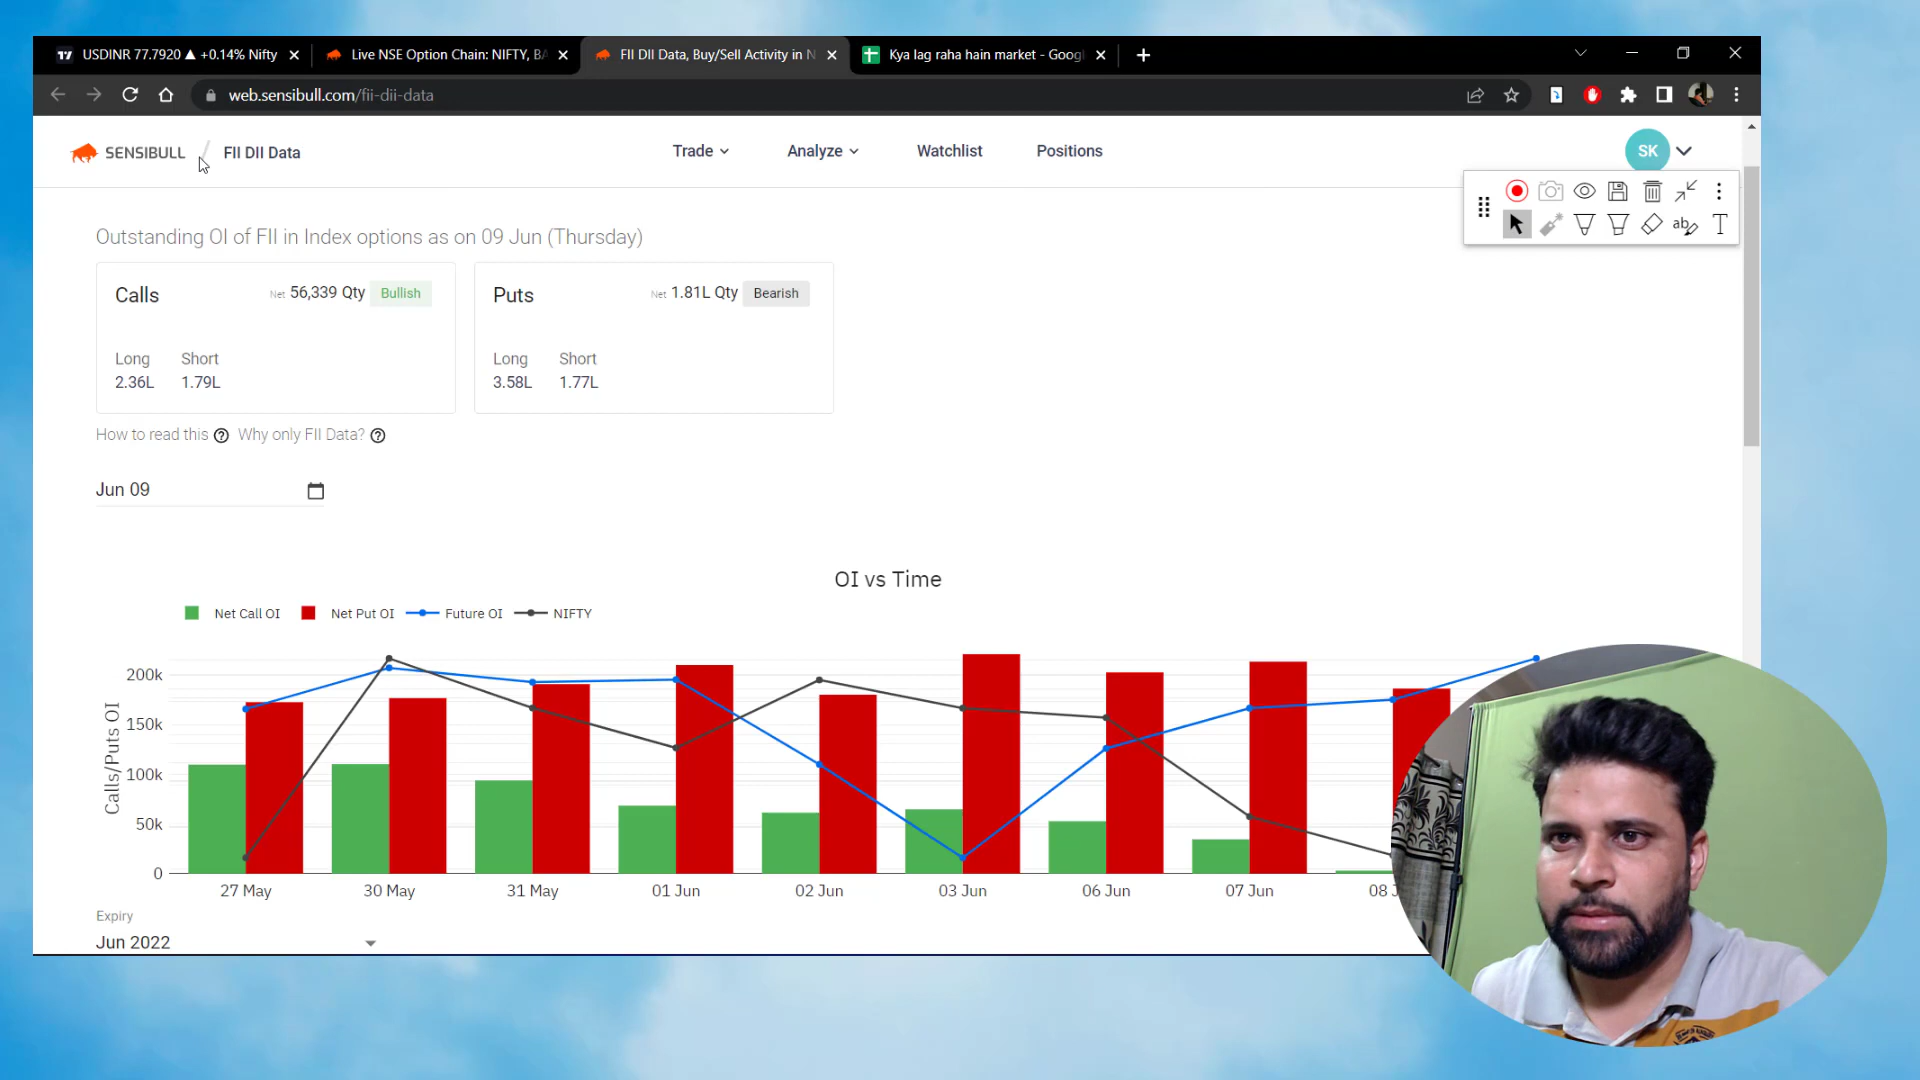 USDINR 77.7920 ▲ +0.14% Nifty
Live NSE Option Chain: NIFTY, BA
FII DII Data, Buy/Sell Activity in N
Kya lag raha hain market - Googl
web.sensibull.com/fii-dii-data
SENSIBULL / FII DII Data
Trade
Analyze
Watchlist
Positions
SK
Outstanding OI of FII in Index options as on 09 Jun (Thursday)
Calls
Net 56,339 Qty Bullish
Long Short
2.36L 1.79L
Puts
Net 1.81L Qty Bearish
Long Short
3.58L 1.77L
How to read this ? Why only FII Data? ?
Jun 09
OI vs Time
Net Call OI Net Put OI Future OI NIFTY
Calls/Puts OI
200k
150k
100k
50k
0
27 May 30 May 31 May 01 Jun 02 Jun 03 Jun 06 Jun 07 Jun 08 J
Expiry
Jun 2022